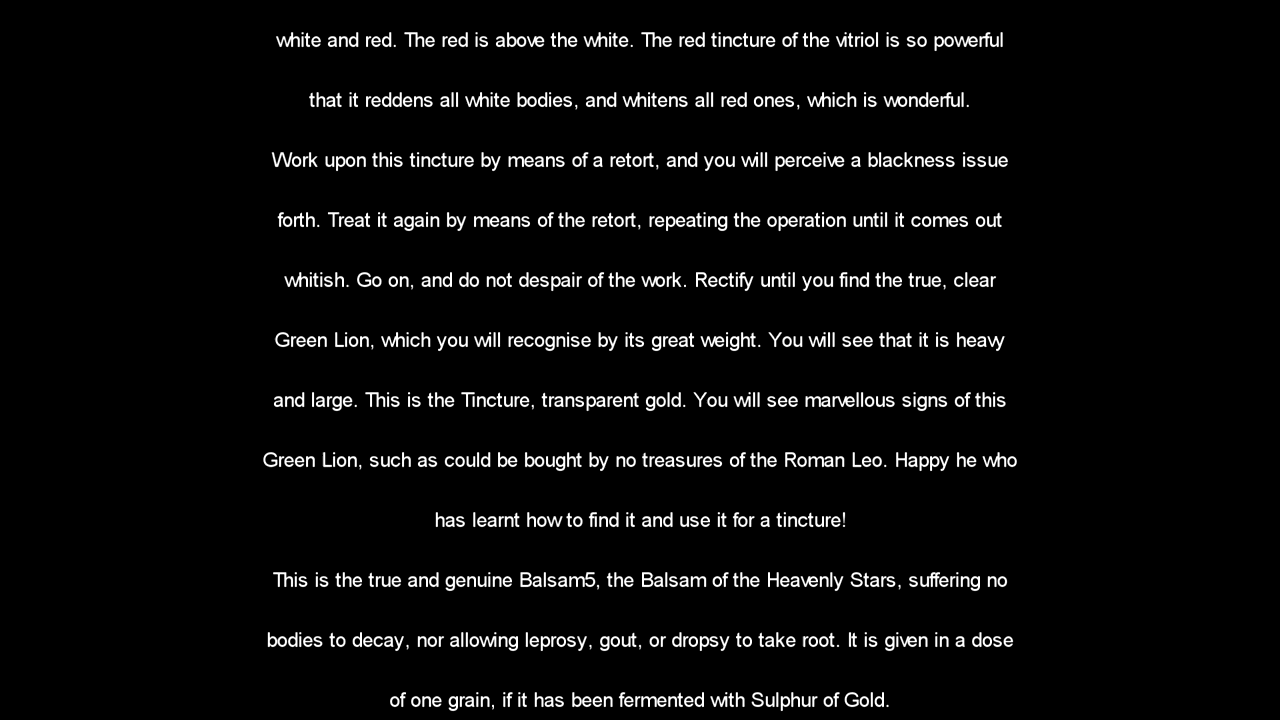 white and red. The red is above the white. The red tincture of the vitriol is so powerful
that it reddens all white bodies, and whitens all red ones, which is wonderful.
Work upon this tincture by means of a retort, and you will perceive a blackness issue
forth. Treat it again by means of the retort, repeating the operation until it comes out
whitish. Go on, and do not despair of the work. Rectify until you find the true, clear
Green Lion, which you will recognise by its great weight. You will see that it is heavy
and large. This is the Tincture, transparent gold. You will see marvellous signs of this
Green Lion, such as could be bought by no treasures of the Roman Leo. Happy he who
has learnt how to find it and use it for a tincture!
This is the true and genuine Balsam5, the Balsam of the Heavenly Stars, suffering no
bodies to decay, nor allowing leprosy, gout, or dropsy to take root. It is given in a dose
of one grain, if it has been fermented with Sulphur of Gold.